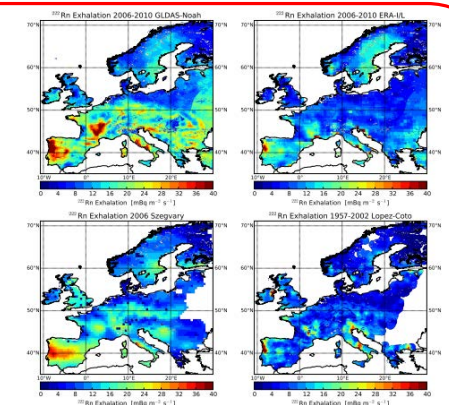 ²²²Rn Exhalation 2006-2010 GLDAS-Noah
²²²Rn Exhalation 2006-2010 ERA-I/L
70°N 70°N
60°N 60°N
50°N 50°N
40°N 40°N
10°W 0° 10°E 20°E 10°W 0° 10°E 20°E
0 4 8 12 16 20 24 28 32 36 40 0 4 8 12 16 20 24 28 32 36 40
²²²Rn Exhalation [mBq m⁻² s⁻¹] ²²²Rn Exhalation [mBq m⁻² s⁻¹]
²²²Rn Exhalation 2006 Szegvary
²²²Rn Exhalation 1957-2002 Lopez-Coto
70°N 70°N
60°N 60°N
50°N 50°N
40°N 40°N
10°W 0° 10°E 20°E 10°W 0° 10°E 20°E
0 4 8 12 16 20 24 28 32 36 40 0 4 8 12 16 20 24 28 32 36 40
²²²Rn Exhalation [mBq m⁻² s⁻¹] ²²²Rn Exhalation [mBq m⁻² s⁻¹]